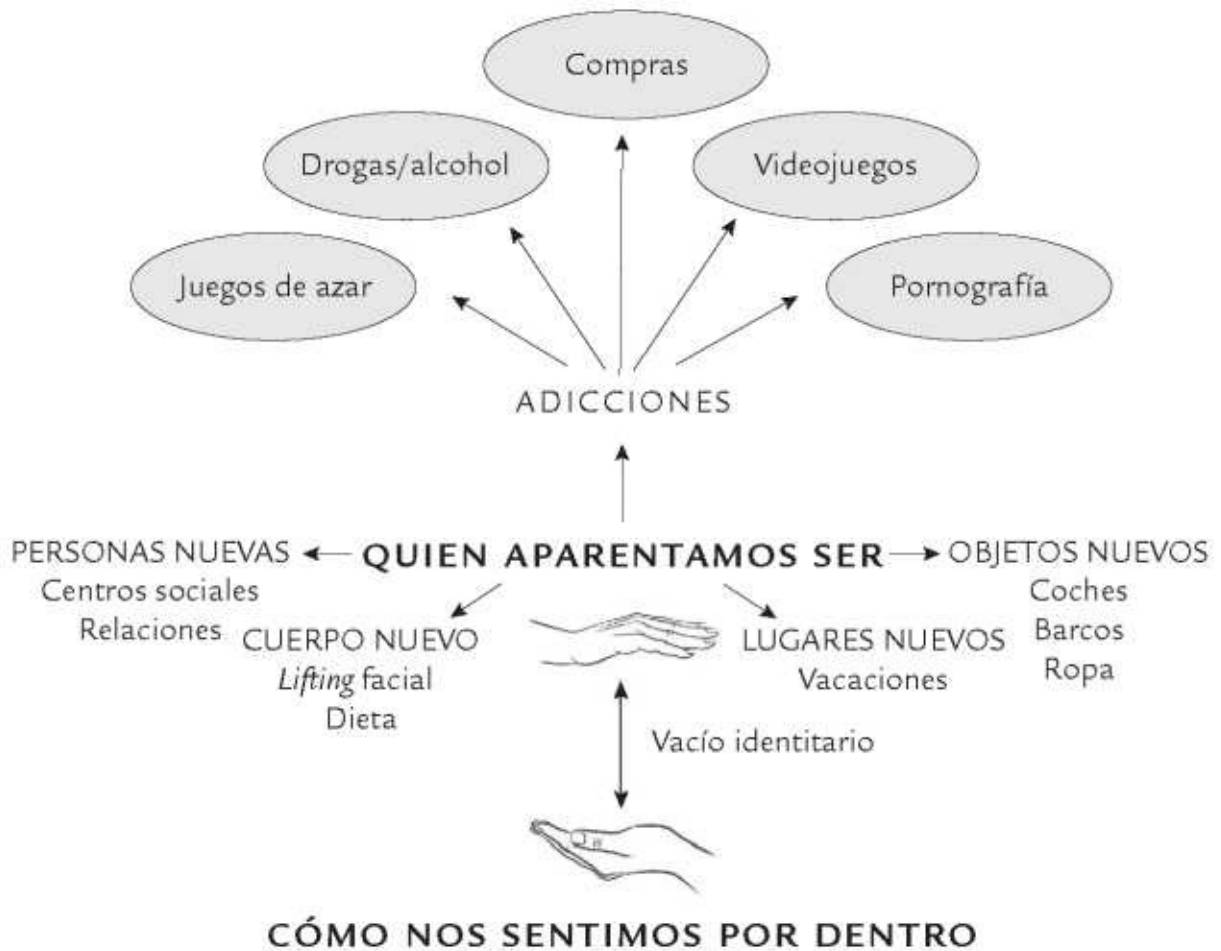 Compras
Drogas/alcohol
Videojuegos
Juegos de azar
Pornografía
ADICCIONES
PERSONAS NUEVAS
Centros sociales
Relaciones
QUIEN APARENTAMOS SER
OBJETOS NUEVOS
Coches
Barcos
Ropa
CUERPO NUEVO
Lifting facial
Dieta
LUGARES NUEVOS
Vacaciones
Vacío identitario
CÓMO NOS SENTIMOS POR DENTRO